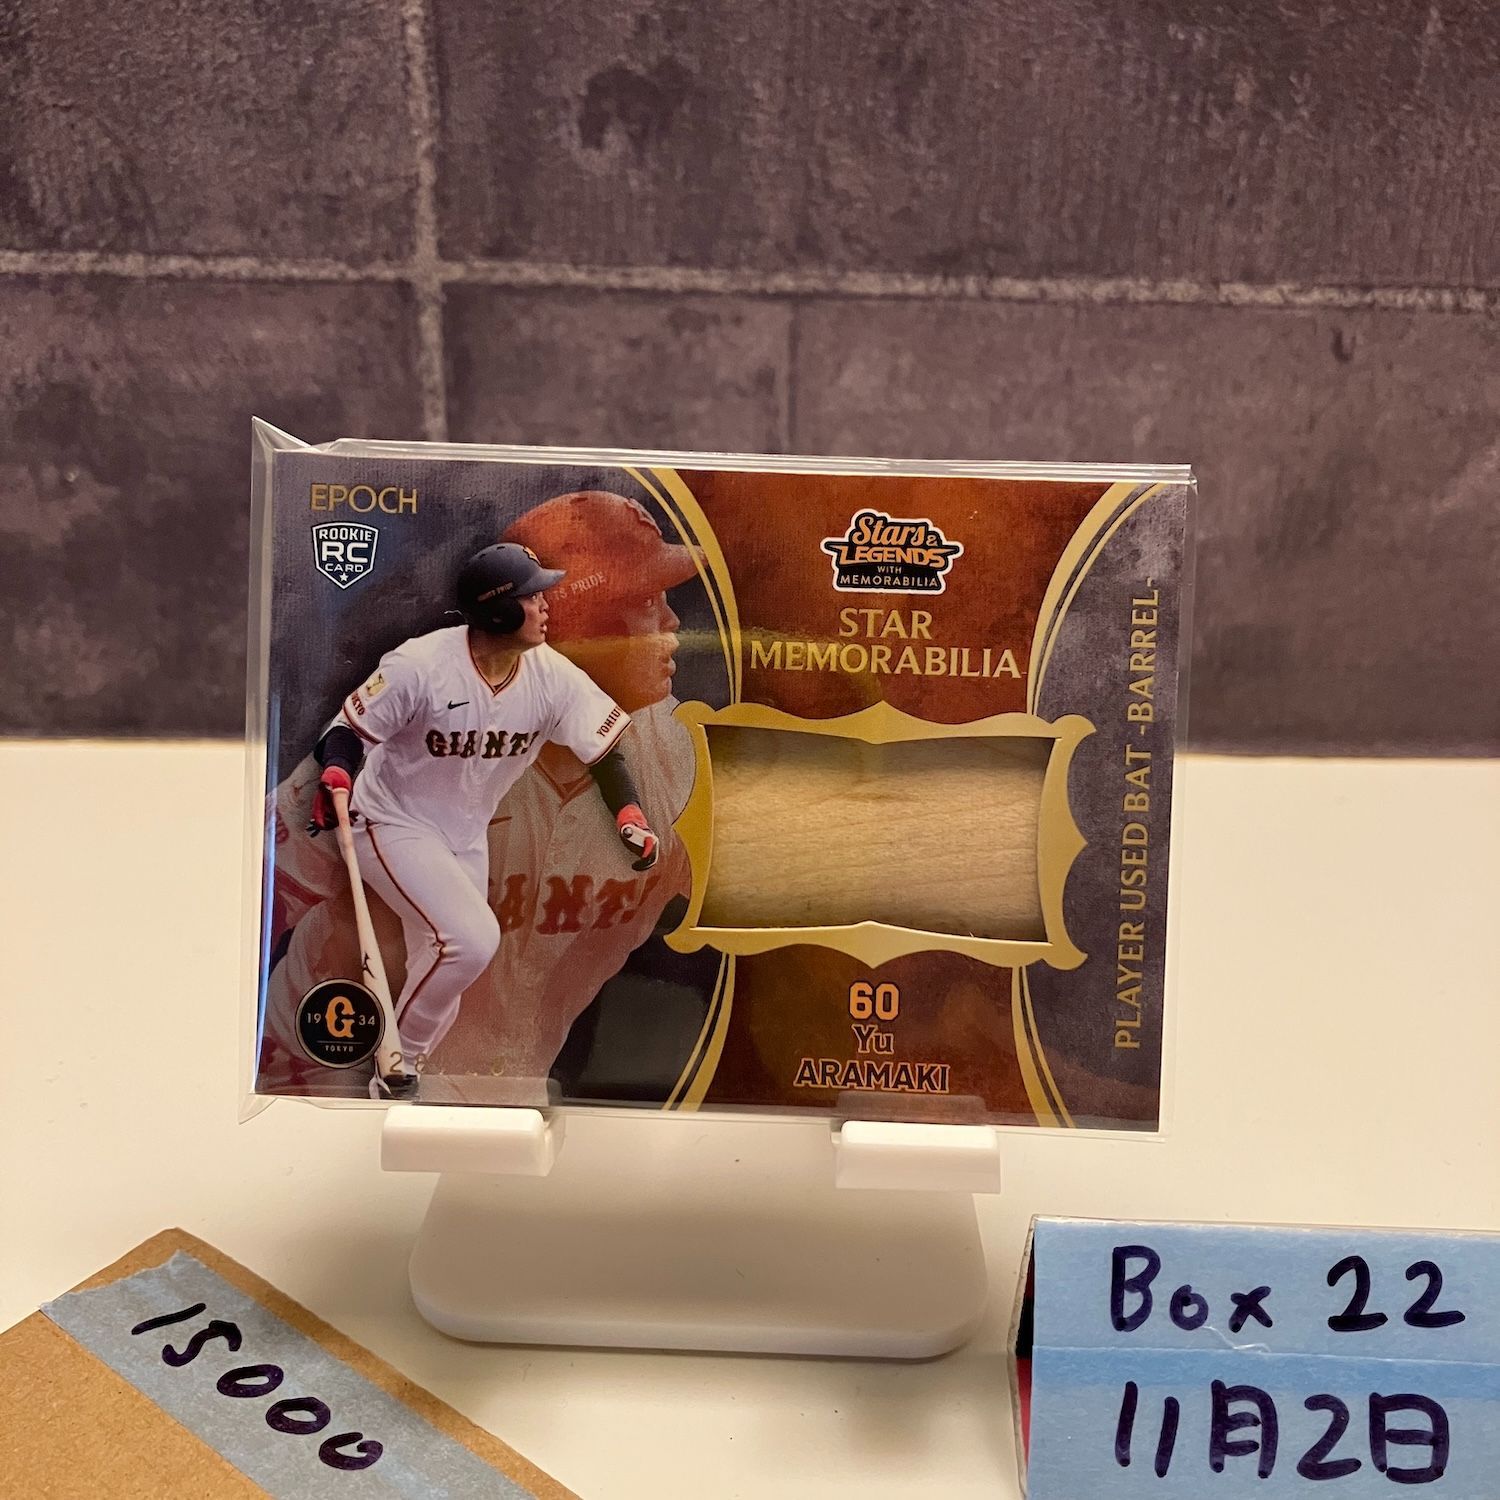 EPOCH
ROOKIE
RC
CARD
Stars &
LEGENDS
WITH
MEMORABILIA
STAR
MEMORABILIA
GIANTS
PLAYER USED BAT -BARREL-
60
Yu
ARAMAKI
19 G 34
TOKYO
15000
Box 22
11月2日